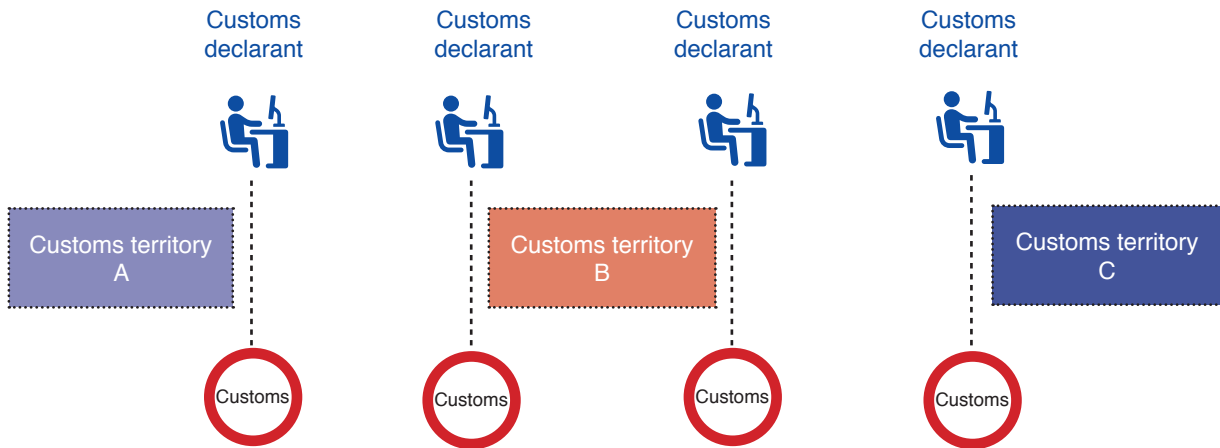 Customs
declarant
Customs
declarant
Customs
declarant
Customs
declarant
Customs territory
A
Customs territory
B
Customs territory
C
Customs
Customs
Customs
Customs